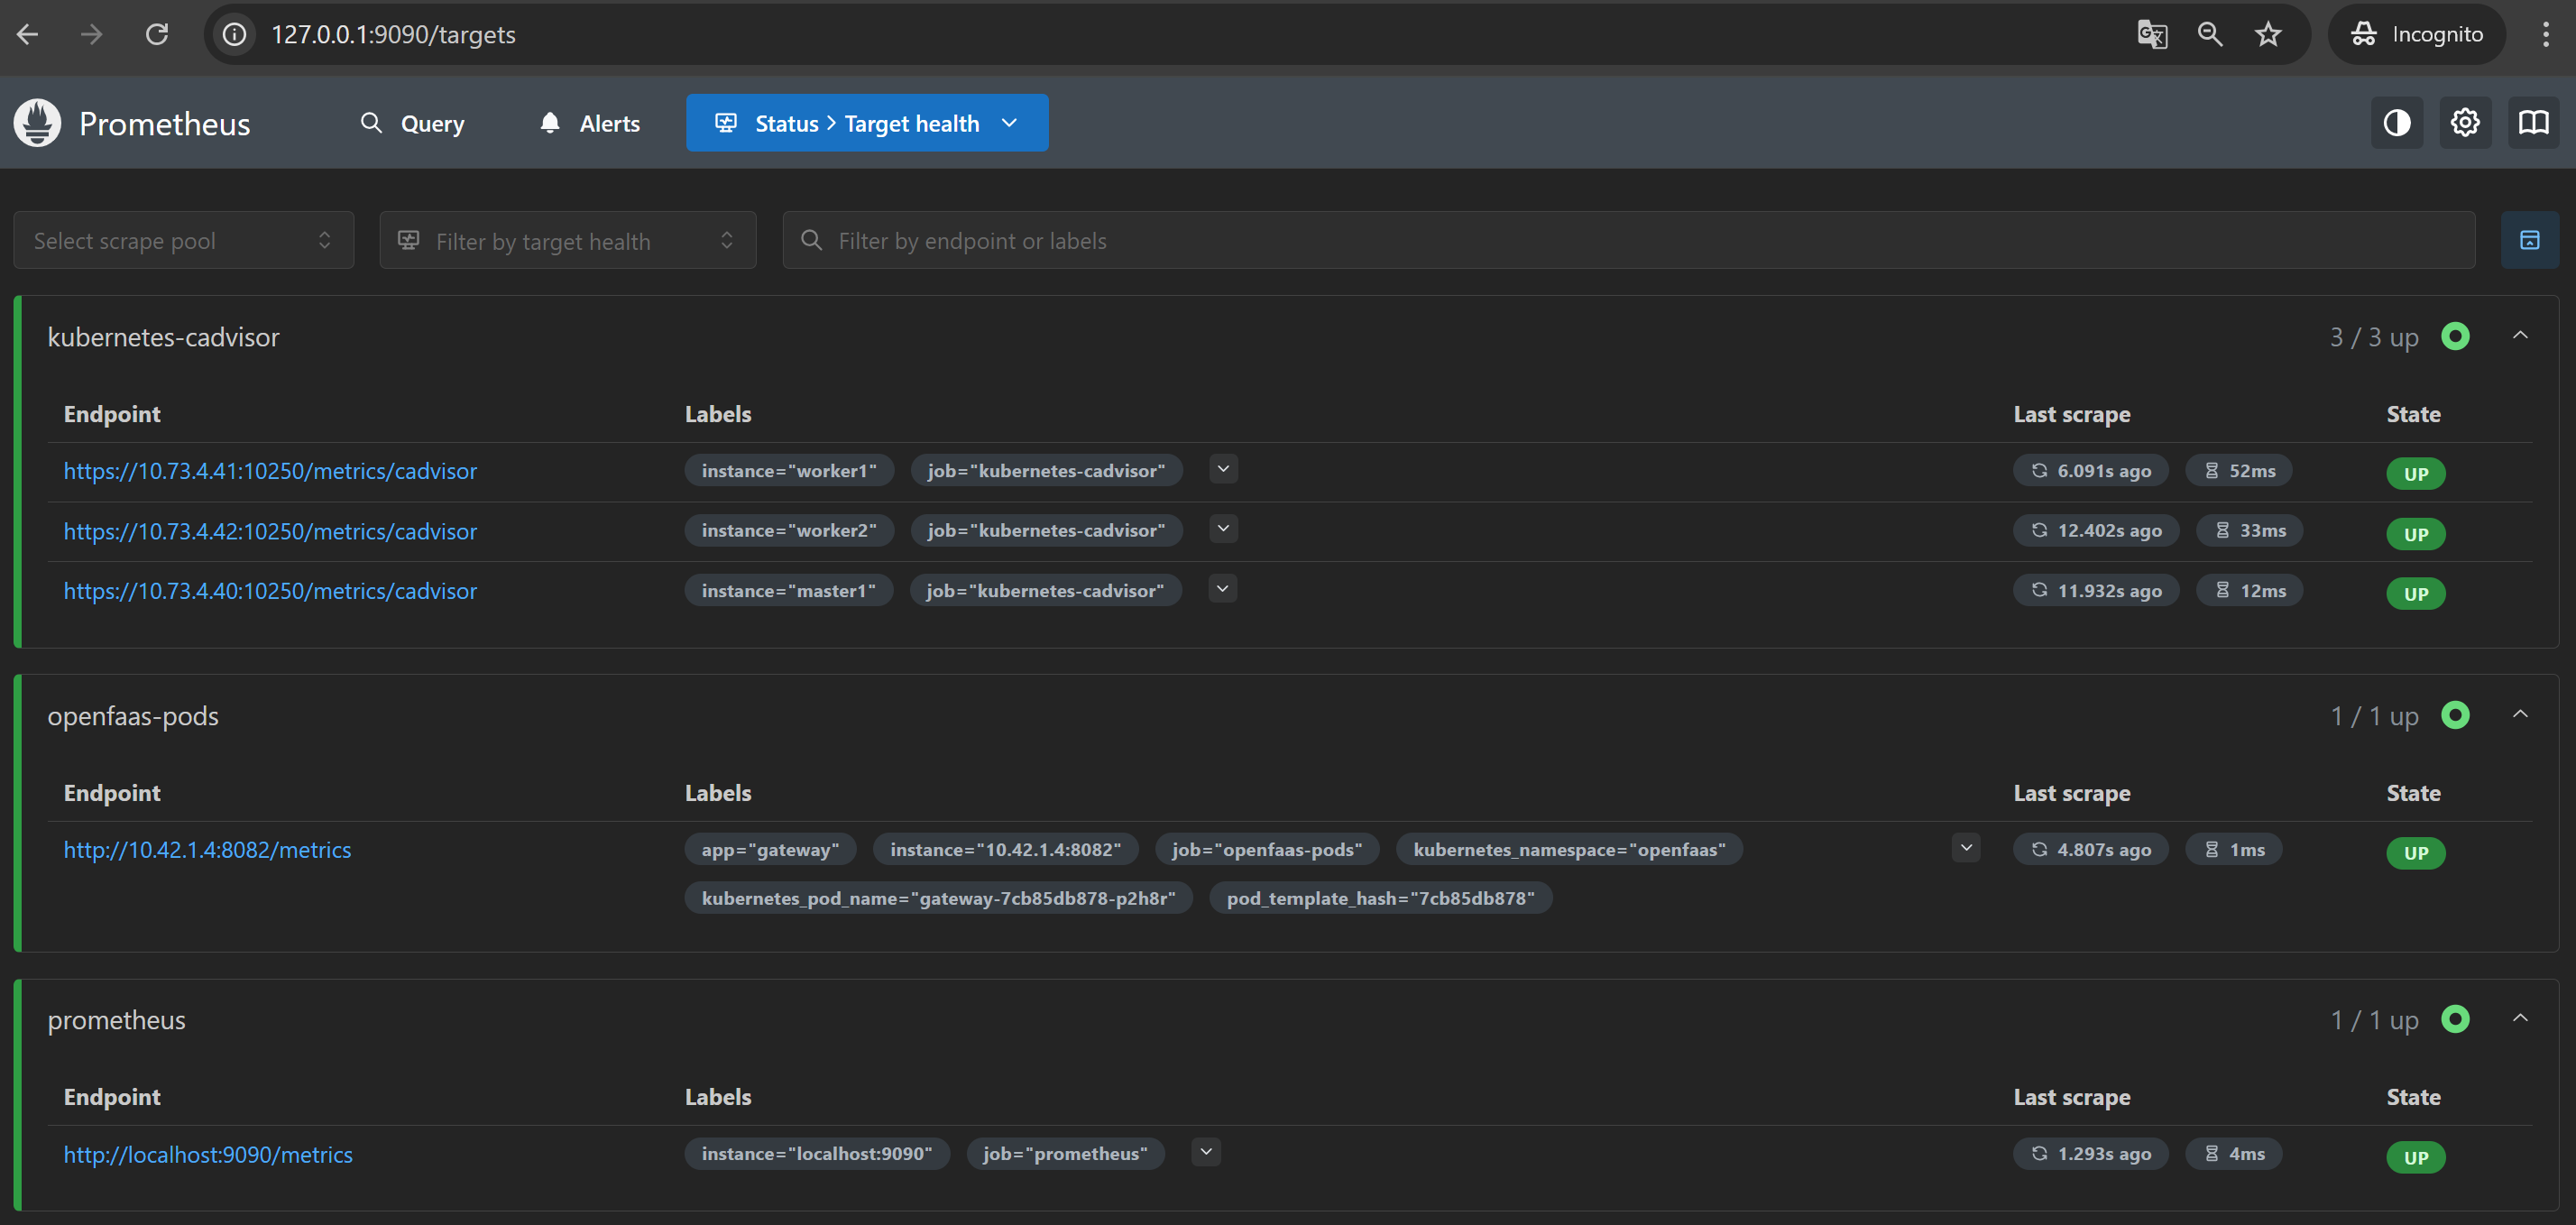 127.0.0.1:9090/targets Incognito
Prometheus Query Alerts Status > Target health
Select scrape pool Filter by target health Filter by endpoint or labels
kubernetes-cadvisor 3 / 3 up
Endpoint Labels Last scrape State
https://10.73.4.41:10250/metrics/cadvisor instance="worker1" job="kubernetes-cadvisor" 6.091s ago 52ms UP
https://10.73.4.42:10250/metrics/cadvisor instance="worker2" job="kubernetes-cadvisor" 12.402s ago 33ms UP
https://10.73.4.40:10250/metrics/cadvisor instance="master1" job="kubernetes-cadvisor" 11.932s ago 12ms UP
openfaas-pods 1 / 1 up
Endpoint Labels Last scrape State
http://10.42.1.4:8082/metrics app="gateway" instance="10.42.1.4:8082" job="openfaas-pods" kubernetes_namespace="openfaas" 4.807s ago 1ms UP
kubernetes_pod_name="gateway-7cb85db878-p2h8r" pod_template_hash="7cb85db878"
prometheus 1 / 1 up
Endpoint Labels Last scrape State
http://localhost:9090/metrics instance="localhost:9090" job="prometheus" 1.293s ago 4ms UP